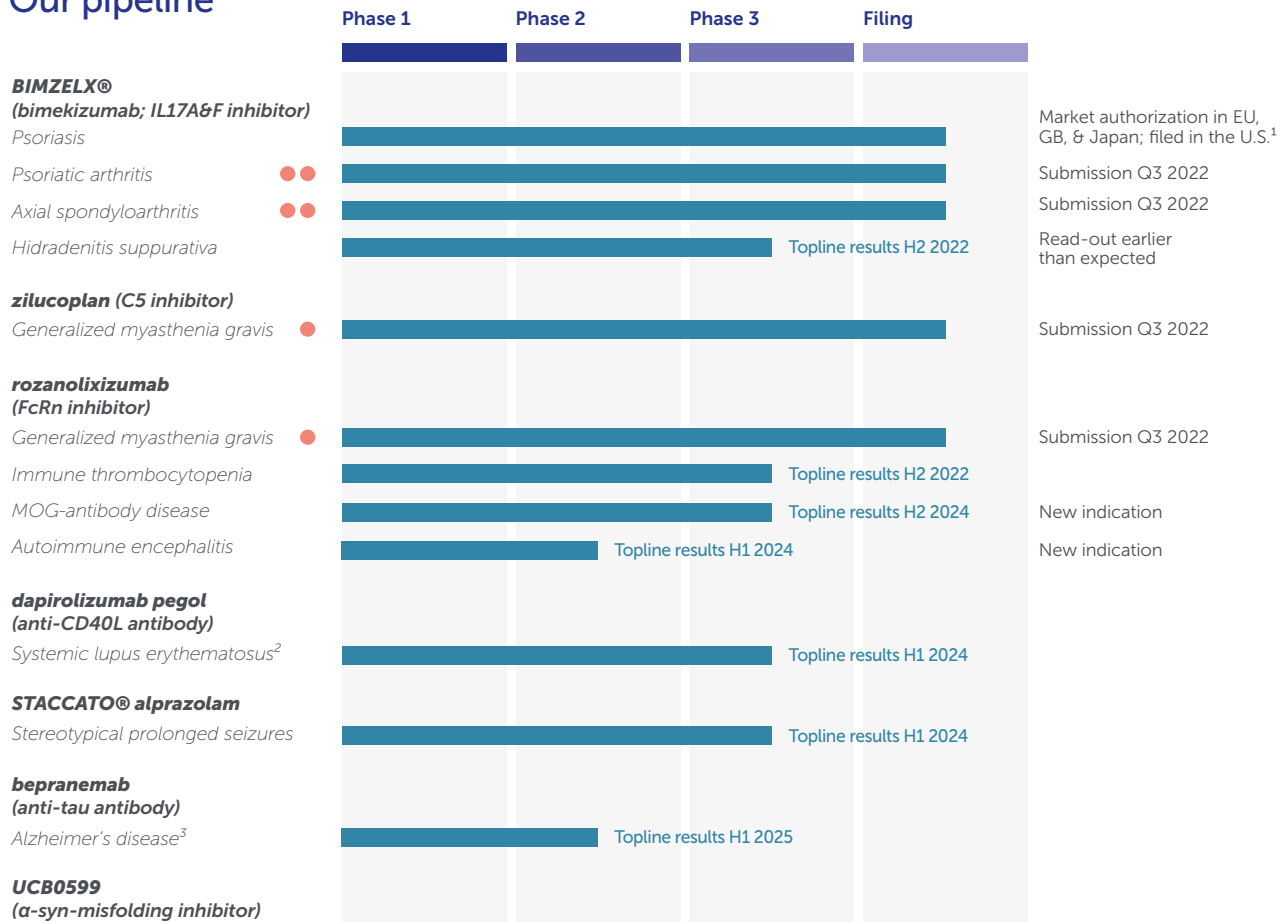 Our pipeline
Phase 1
Phase 2
Phase 3
Filing
BIMZELX®
(bimekizumab; IL17A&F inhibitor)
Psoriasis
Market authorization in EU,
GB, & Japan; filed in the U.S.1
Psoriatic arthritis
Submission Q3 2022
Axial spondyloarthritis
Submission Q3 2022
Hidradenitis suppurativa
Topline results H2 2022
Read-out earlier
than expected
zilucoplan (C5 inhibitor)
Generalized myasthenia gravis
Submission Q3 2022
rozanolixizumab
(FcRn inhibitor)
Generalized myasthenia gravis
Submission Q3 2022
Immune thrombocytopenia
Topline results H2 2022
MOG-antibody disease
Topline results H2 2024
New indication
Autoimmune encephalitis
Topline results H1 2024
New indication
dapirolizumab pegol
(anti-CD40L antibody)
Systemic lupus erythematosus2
Topline results H1 2024
STACCATO® alprazolam
Stereotypical prolonged seizures
Topline results H1 2024
bepranemab
(anti-tau antibody)
Alzheimer's disease3
Topline results H1 2025
UCB0599
(α-syn-misfolding inhibitor)